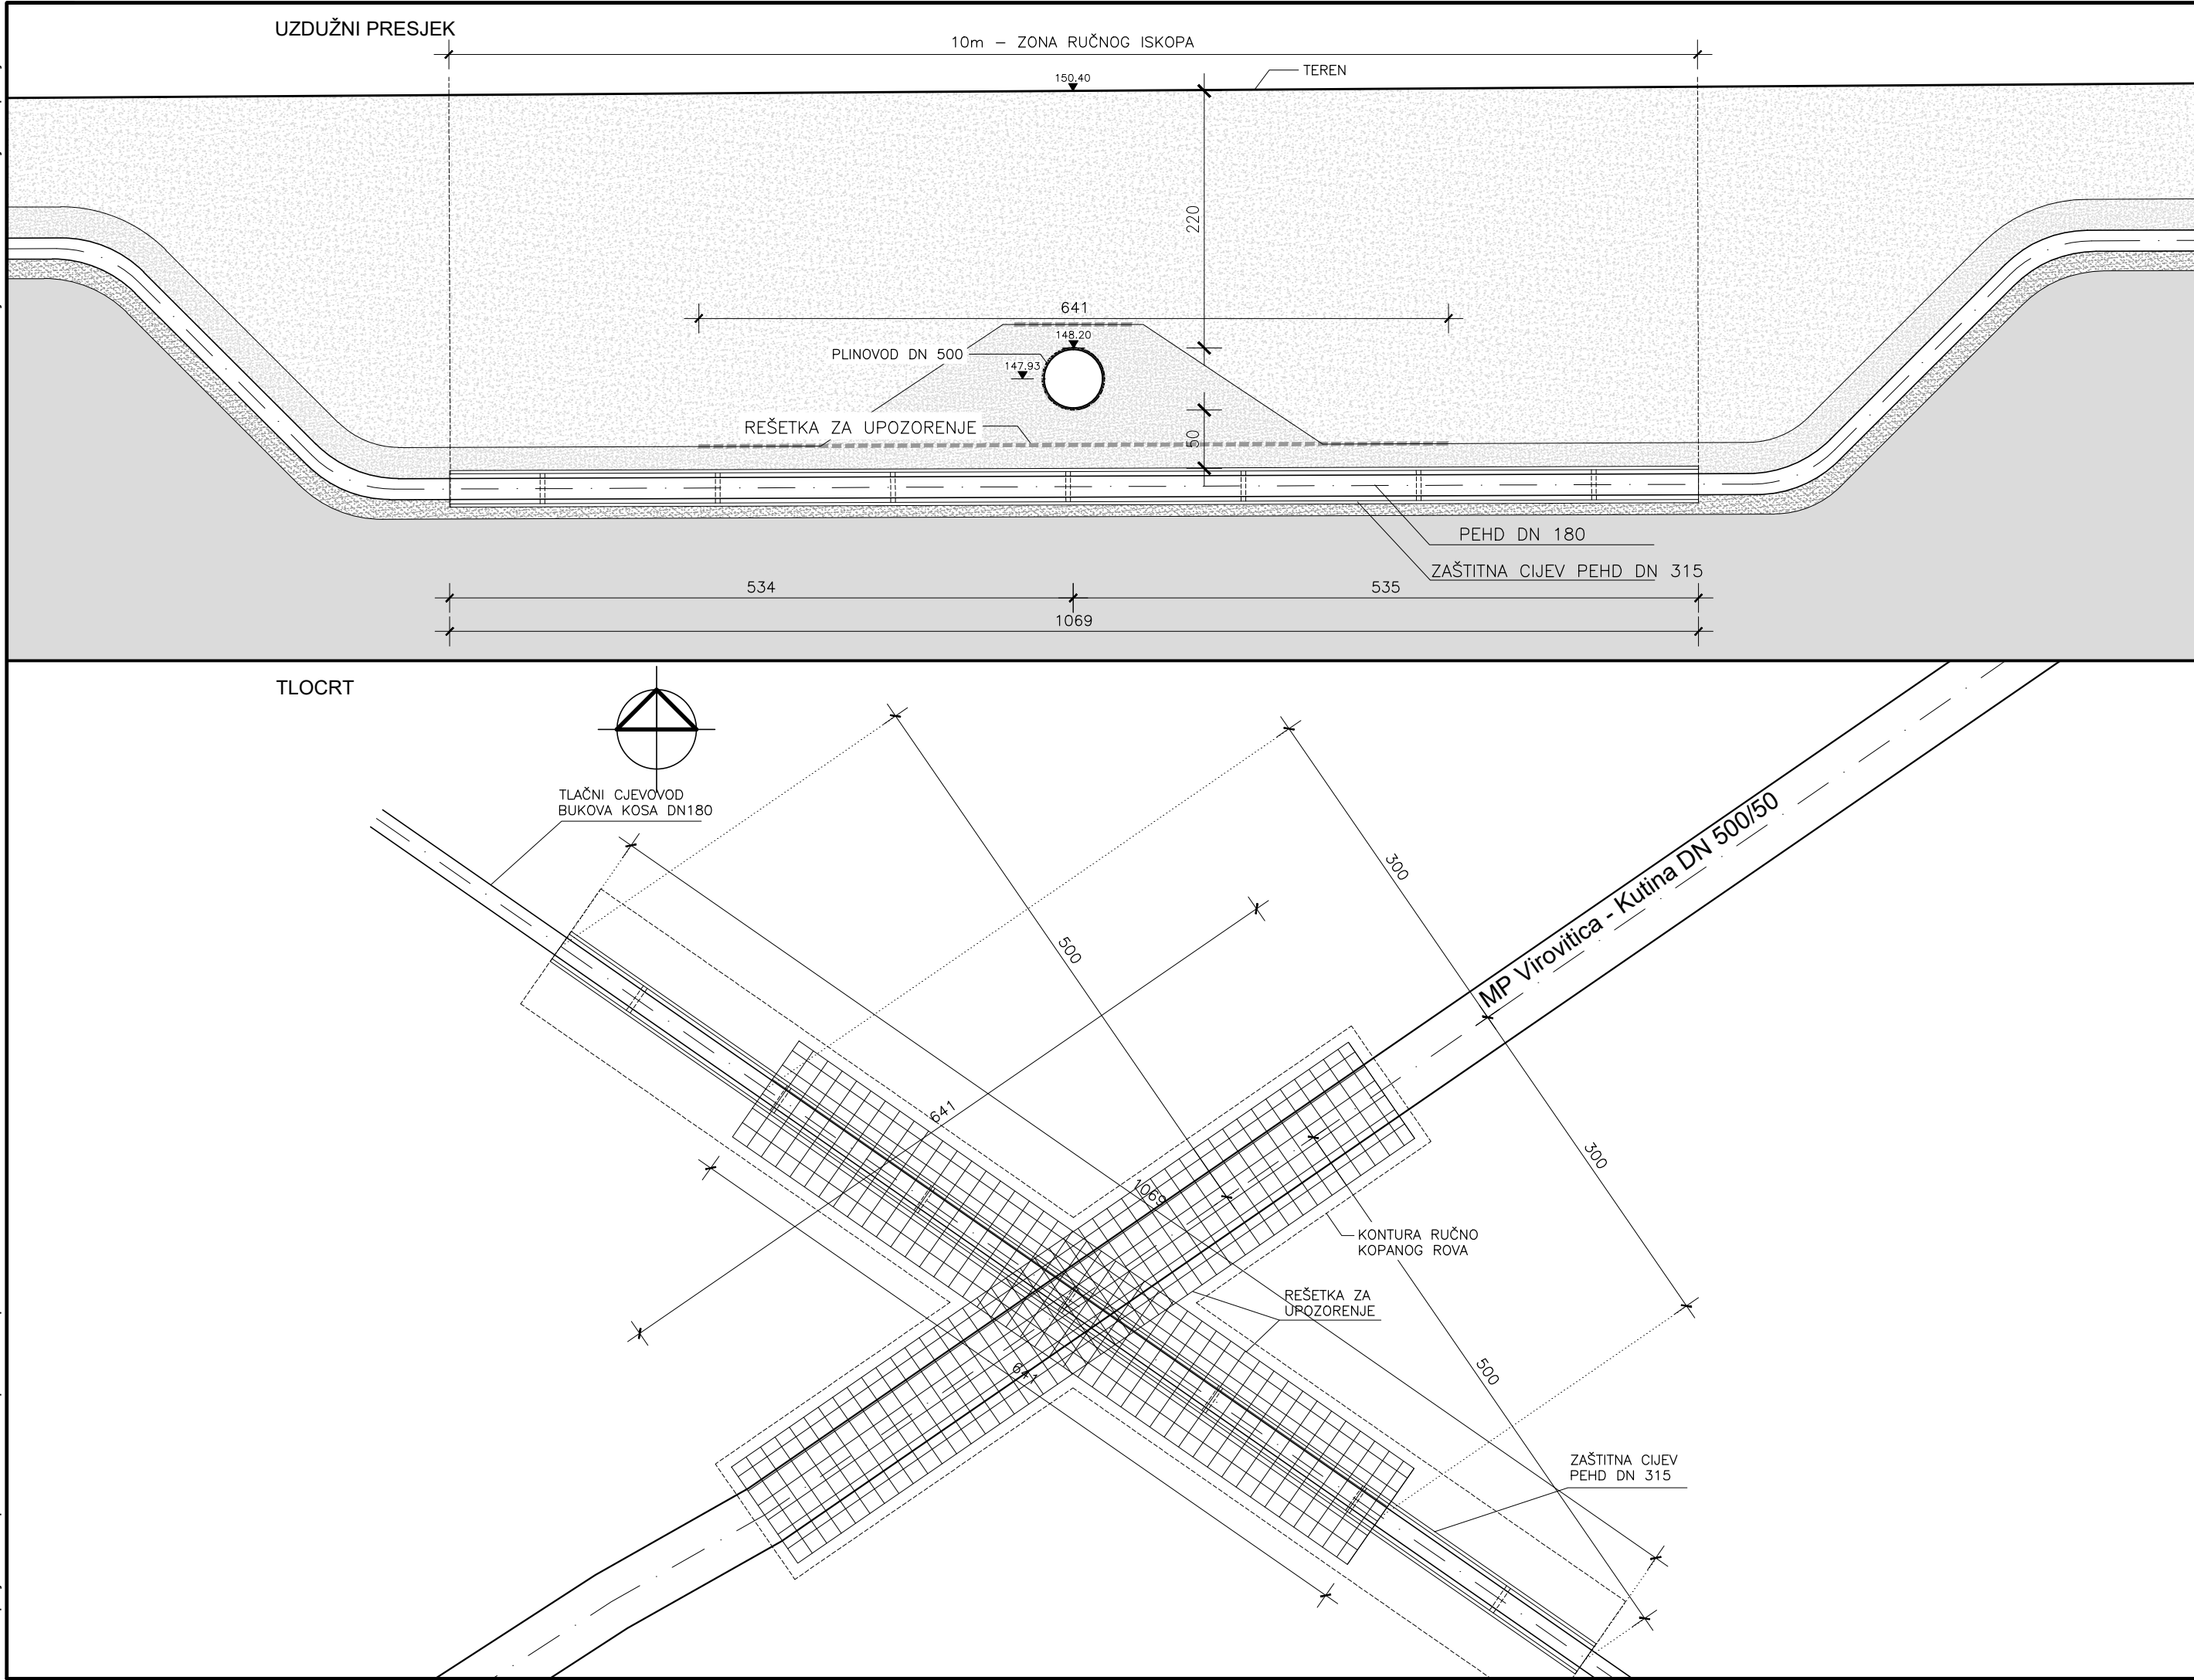 UZDUŽNI PRESJEK
10m – ZONA RUČNOG ISKOPA
150.40
TEREN
220
641
148.20
PLINOVOD DN 500
147.93
REŠETKA ZA UPOZORENJE
50
PEHD DN 180
ZAŠTITNA CIJEV PEHD DN 315
534
535
1069
TLOCRT
TLAČNI CJEVOVOD
BUKOVA KOSA DN180
300
MP Virovitica - Kutina DN 500/50
500
641
1069
300
KONTURA RUČNO
KOPANOG ROVA
REŠETKA ZA
UPOZORENJE
641
500
ZAŠTITNA CIJEV
PEHD DN 315